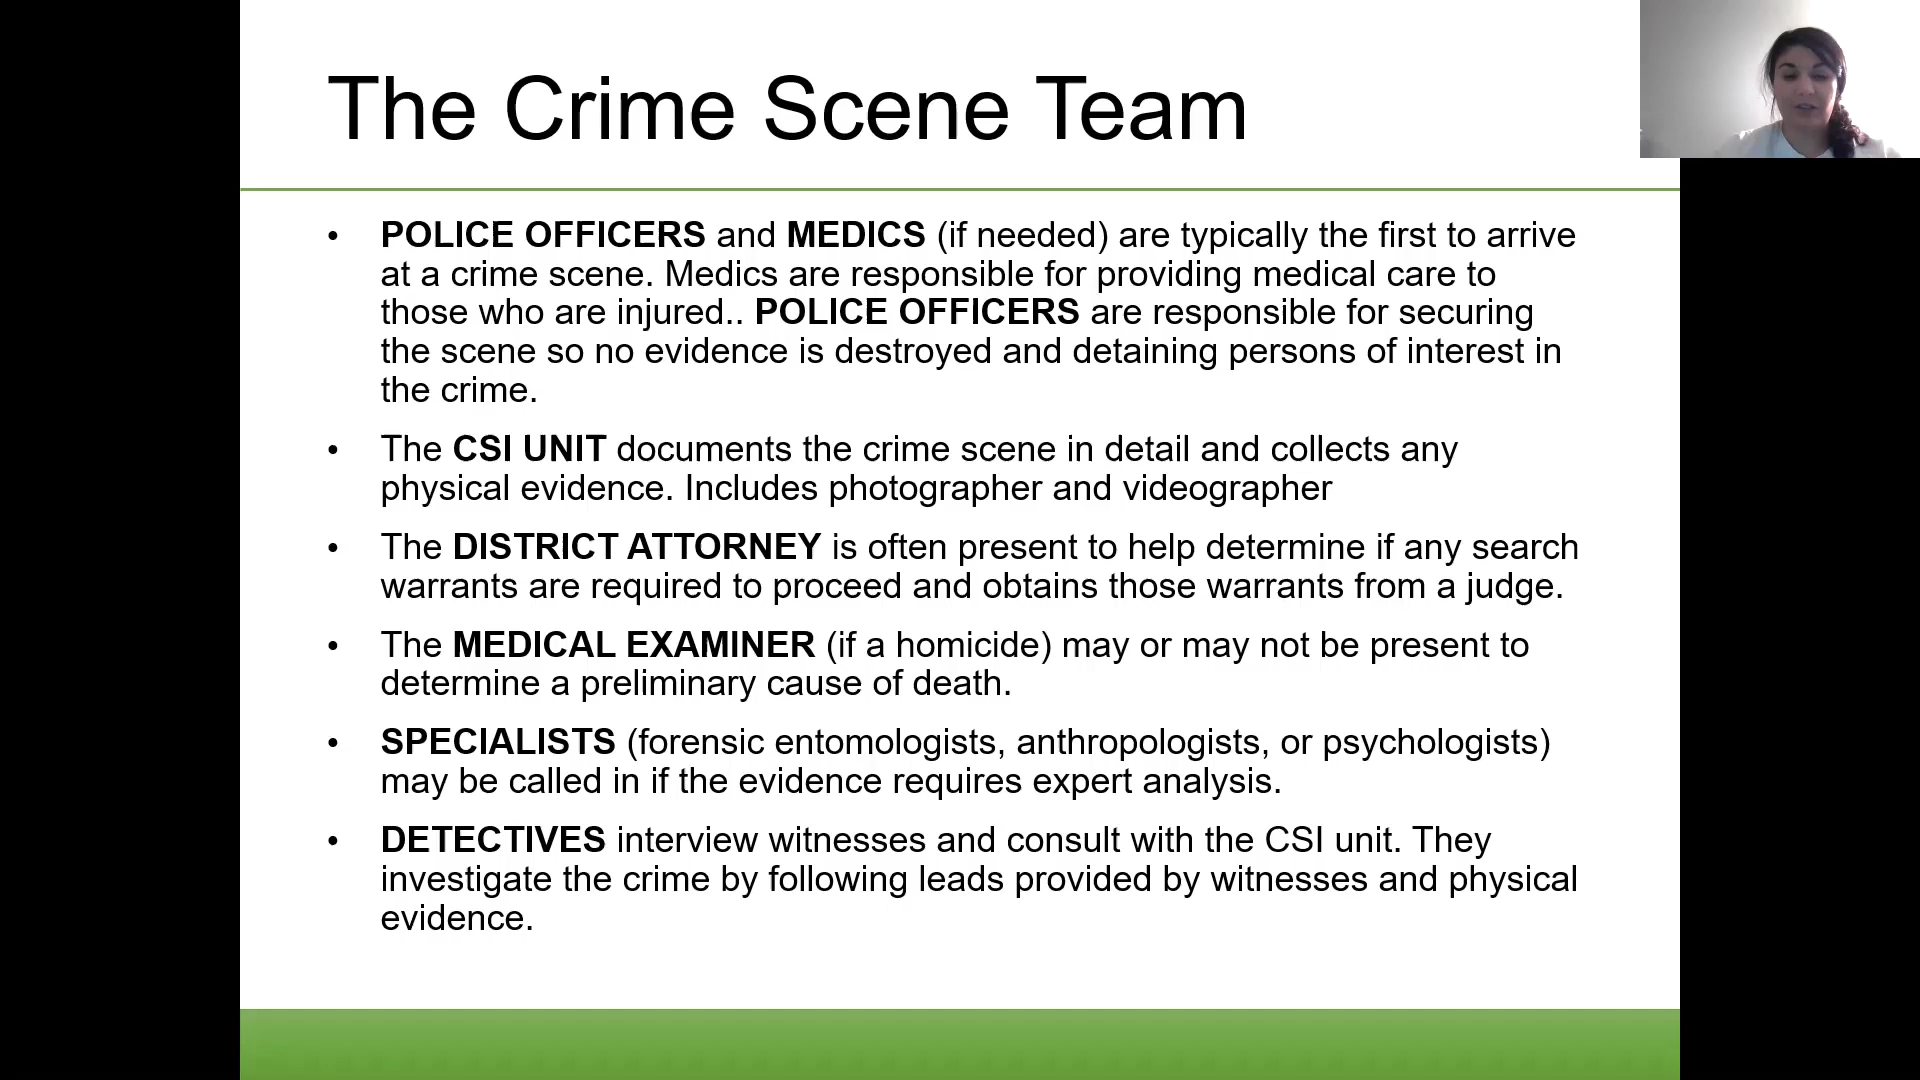 The Crime Scene Team
• POLICE OFFICERS and MEDICS (if needed) are typically the first to arrive
at a crime scene. Medics are responsible for providing medical care to
those who are injured.. POLICE OFFICERS are responsible for securing
the scene so no evidence is destroyed and detaining persons of interest in
the crime.
• The CSI UNIT documents the crime scene in detail and collects any
physical evidence. Includes photographer and videographer
• The DISTRICT ATTORNEY is often present to help determine if any search
warrants are required to proceed and obtains those warrants from a judge.
• The MEDICAL EXAMINER (if a homicide) may or may not be present to
determine a preliminary cause of death.
• SPECIALISTS (forensic entomologists, anthropologists, or psychologists)
may be called in if the evidence requires expert analysis.
• DETECTIVES interview witnesses and consult with the CSI unit. They
investigate the crime by following leads provided by witnesses and physical
evidence.